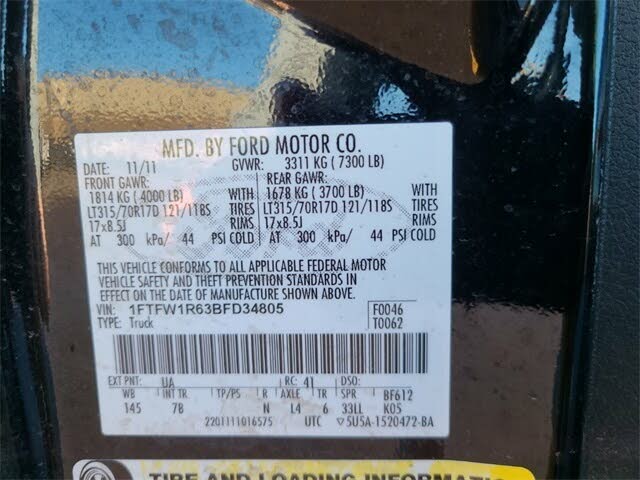 MFD. BY FORD MOTOR CO.
DATE: 11/11 GVWR: 3311 KG ( 7300 LB)
FRONT GAWR: REAR GAWR:
1814 KG ( 4000 LB) WITH 1678 KG ( 3700 LB) WITH
LT315/70R17D 121/118S TIRES LT315/70R17D 121/118S TIRES
17x8.5J RIMS 17x8.5J RIMS
AT 300 kPa/ 44 PSI COLD AT 300 kPa/ 44 PSI COLD
THIS VEHICLE CONFORMS TO ALL APPLICABLE FEDERAL MOTOR
VEHICLE SAFETY AND THEFT PREVENTION STANDARDS IN
EFFECT ON THE DATE OF MANUFACTURE SHOWN ABOVE.
VIN: 1FTFW1R63BFD34805 F0046
TYPE: Truck T0062
EXT PNT: UA RC: 41 DSO:
WB INT TR TP/PS R AXLE TR BF612
145 7B N L4 6 33LL K05
2201111016575 UTC ▽5U5A-1520472-BA
TIRE AND LOADING INFORMATION